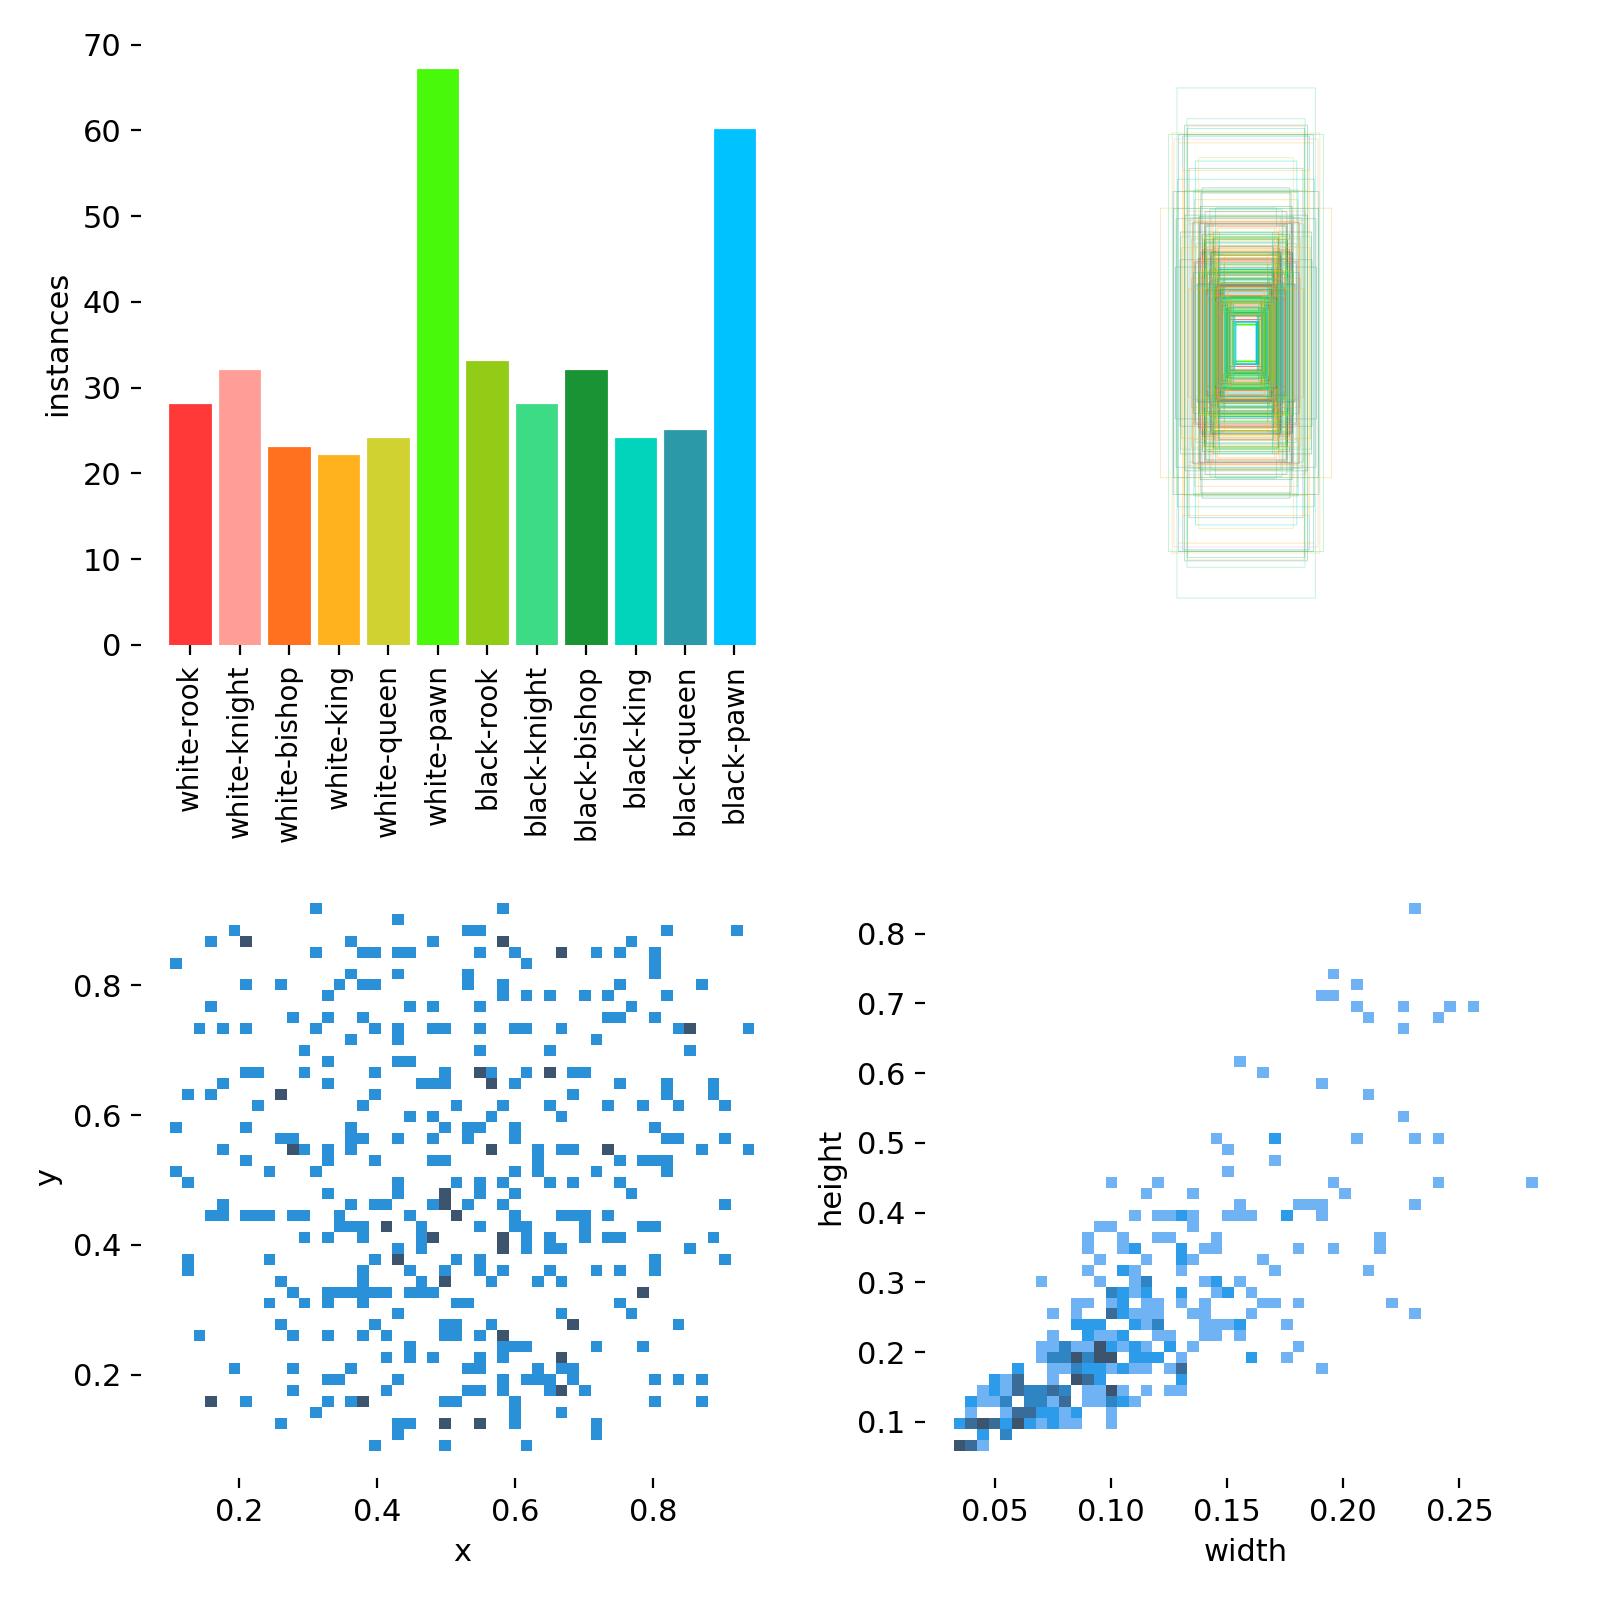 70
60
50
40
30
20
10
0
instances
white-rook
white-knight
white-bishop
white-king
white-queen
white-pawn
black-rook
black-knight
black-bishop
black-king
black-queen
black-pawn
0.8
0.6
0.4
0.2
y
0.2 0.4 0.6 0.8
x
0.8
0.7
0.6
0.5
0.4
0.3
0.2
0.1
height
0.05 0.10 0.15 0.20 0.25
width